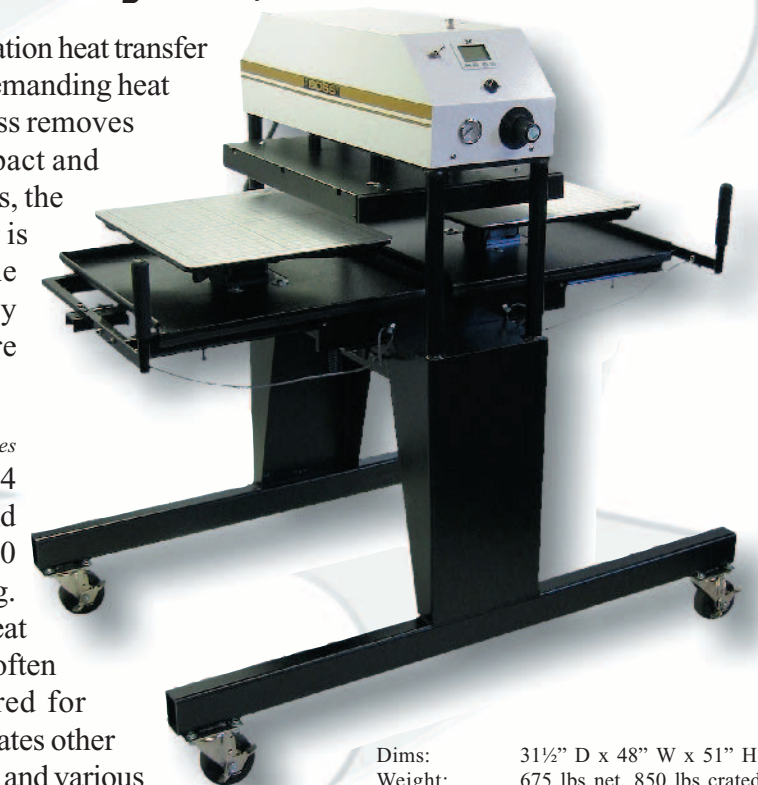 ation heat transfer
emanding heat
ss removes
pact and
s, the
is
e
y
re
es
4
d
0
g.
eat
often
red for
ates other
and various
BOSS
Dims: 31½” D x 48” W x 51” H
Weight: 675 lbs net, 850 lbs crated